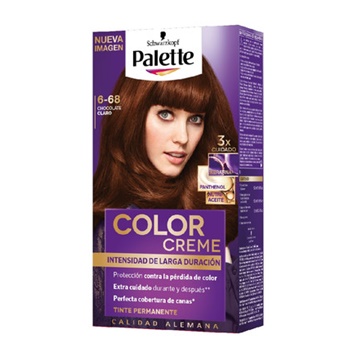 NUEVA
IMAGEN
Schwarzkopf
Palette
6-68
CHOCOLATE
CLARO
3x
CUIDADO
PANTHENOL
COLOR
CREME
INTENSIDAD DE LARGA DURACIÓN
Protección contra la pérdida de color
Extra cuidado durante y después**
Perfecta cobertura de canas*
TINTE PERMANENTE
CALIDAD ALEMANA